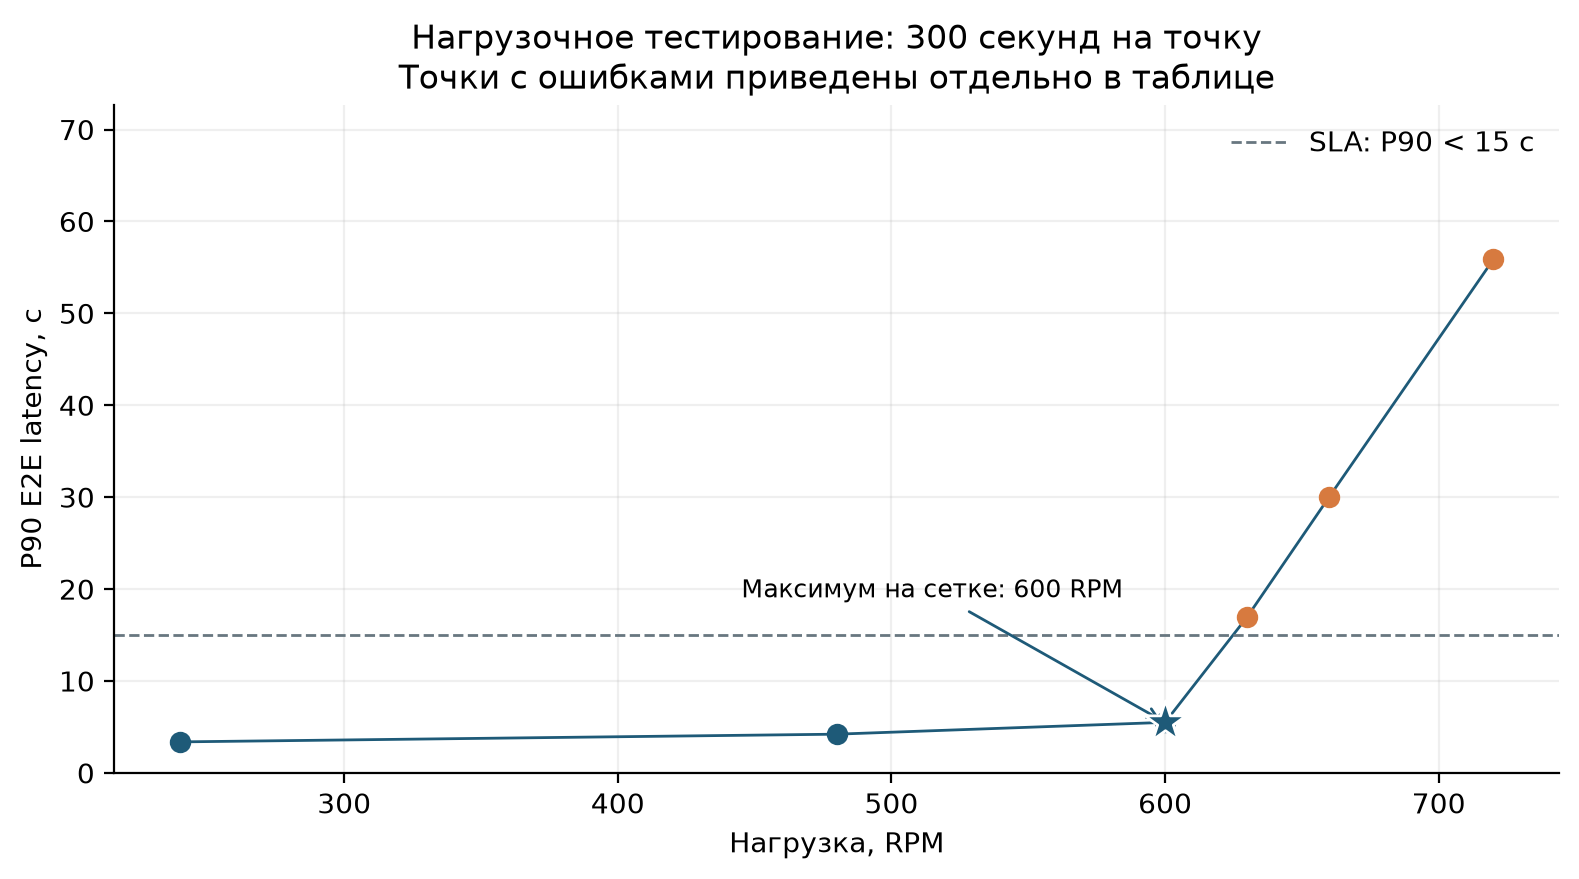 Нагрузочное тестирование: 300 секунд на точку
Точки с ошибками приведены отдельно в таблице
SLA: P90 < 15 с
Максимум на сетке: 600 RPM
P90 E2E latency, с
70
60
50
40
30
20
10
0
300
400
500
600
700
Нагрузка, RPM